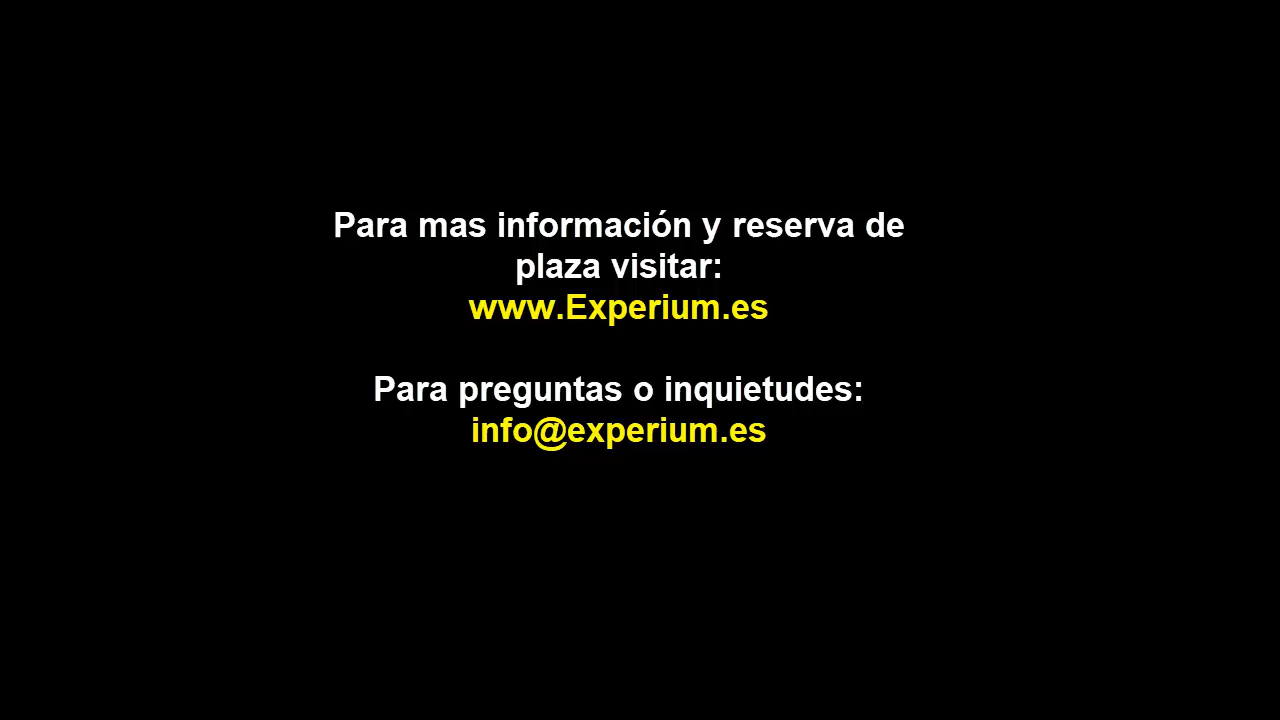 Para mas información y reserva de
plaza visitar:
www.Experium.es
Para preguntas o inquietudes:
info@experium.es